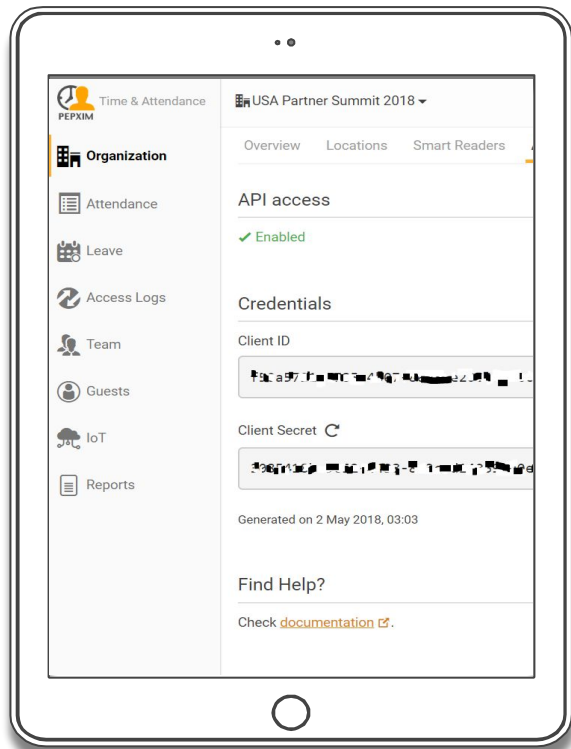 PEPXIM
Time & Attendance
Organization
Attendance
Leave
Access Logs
Team
Guests
IoT
Reports
USA Partner Summit 2018
Overview Locations Smart Readers
API access
Enabled
Credentials
Client ID
Client Secret
Generated on 2 May 2018, 03:03
Find Help?
Check documentation .